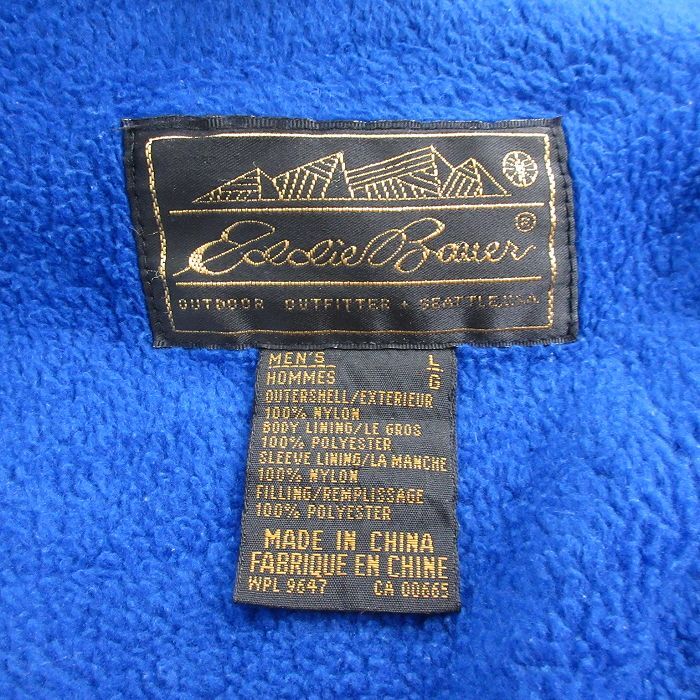 Eddie Bauer ®
OUTDOOR OUTFITTER + SEATTLE, U.S.A.
MEN'S L
HOMMES G
OUTERSHELL/EXTERIEUR
100% NYLON
BODY LINING/LE GROS
100% POLYESTER
SLEEVE LINING/LA MANCHE
100% NYLON
FILLING/REMPLISSAGE
100% POLYESTER
MADE IN CHINA
FABRIQUE EN CHINE
WPL 9647 CA 00665